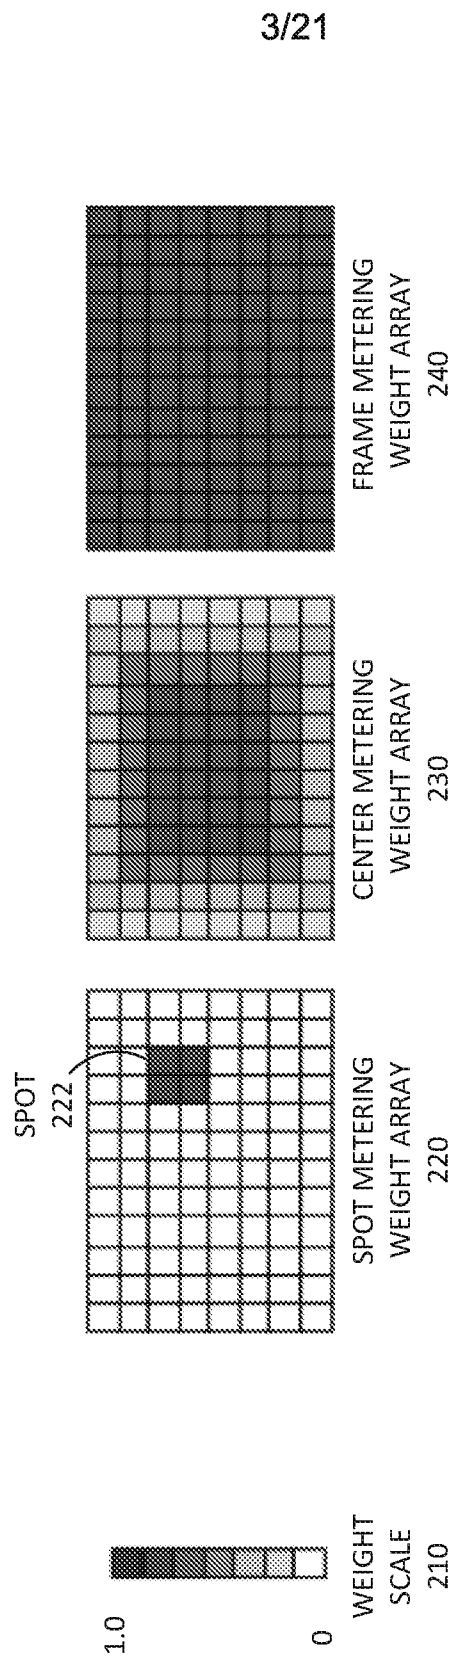 3/21
1.0
0
WEIGHT
SCALE
210
SPOT
222
SPOT METERING
WEIGHT ARRAY
220
CENTER METERING
WEIGHT ARRAY
230
FRAME METERING
WEIGHT ARRAY
240